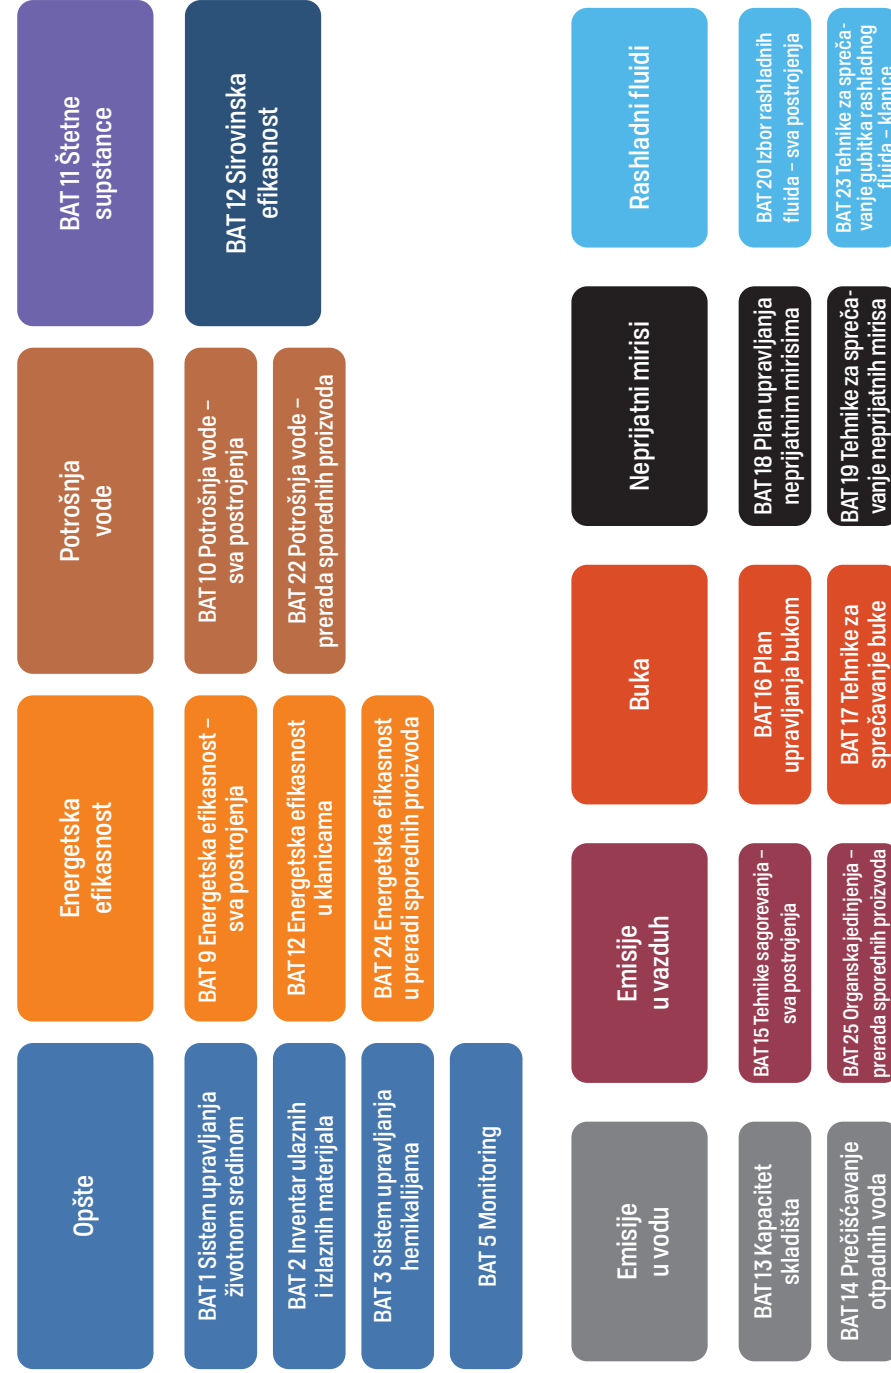 Opšte
BAT 1 Sistem upravljanja
životnom sredinom
BAT 2 Inventar ulaznih
i izlaznih materijala
BAT 3 Sistem upravljanja
hemikalijama
BAT 5 Monitoring
Energetska
efikasnost
BAT 9 Energetska efikasnost –
sva postrojenja
BAT 12 Energetska efikasnost
u klanicama
BAT 24 Energetska efikasnost
u preradi sporednih proizvoda
Potrošnja
vode
BAT 10 Potrošnja vode –
sva postrojenja
BAT 22 Potrošnja vode –
prerada sporednih proizvoda
BAT 11 Štetne
supstance
BAT 12 Sirovinska
efikasnost
Emisije
u vodu
BAT 13 Kapacitet
skladišta
BAT 14 Prečišćavanje
otpadnih voda
Emisije
u vazduh
BAT15 Tehnike sagorevanja –
sva postrojenja
BAT25 Organska jedinjenja –
prerada sporednih proizvoda
Buka
BAT 16 Plan
upravljanja bukom
BAT 17 Tehnike za
sprečavanje buke
Neprijatni mirisi
BAT 18 Plan upravljanja
neprijatnim mirisima
BAT 19 Tehnike za spreča-
vanje neprijatnih mirisa
Rashladni fluidi
BAT 20 Izbor rashladnih
fluida – sva postrojenja
BAT 23 Tehnike za spreča-
vanje gubitka rashladnog
fluida – klanice